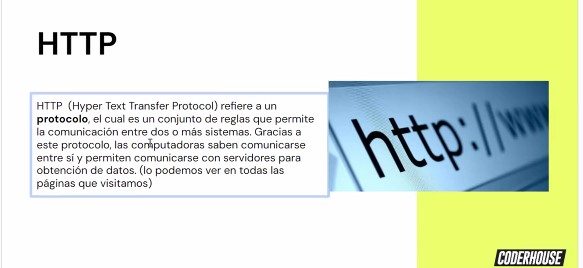 HTTP
HTTP (Hyper Text Transfer Protocol) refiere a un
protocolo, el cual es un conjunto de reglas que permite
la comunicación entre dos o más sistemas. Gracias a
este protocolo, las computadoras saben comunicarse
entre sí y permiten comunicarse con servidores para
obtención de datos. (lo podemos ver en todas las
páginas que visitamos)
http://www
CODERHOUSE